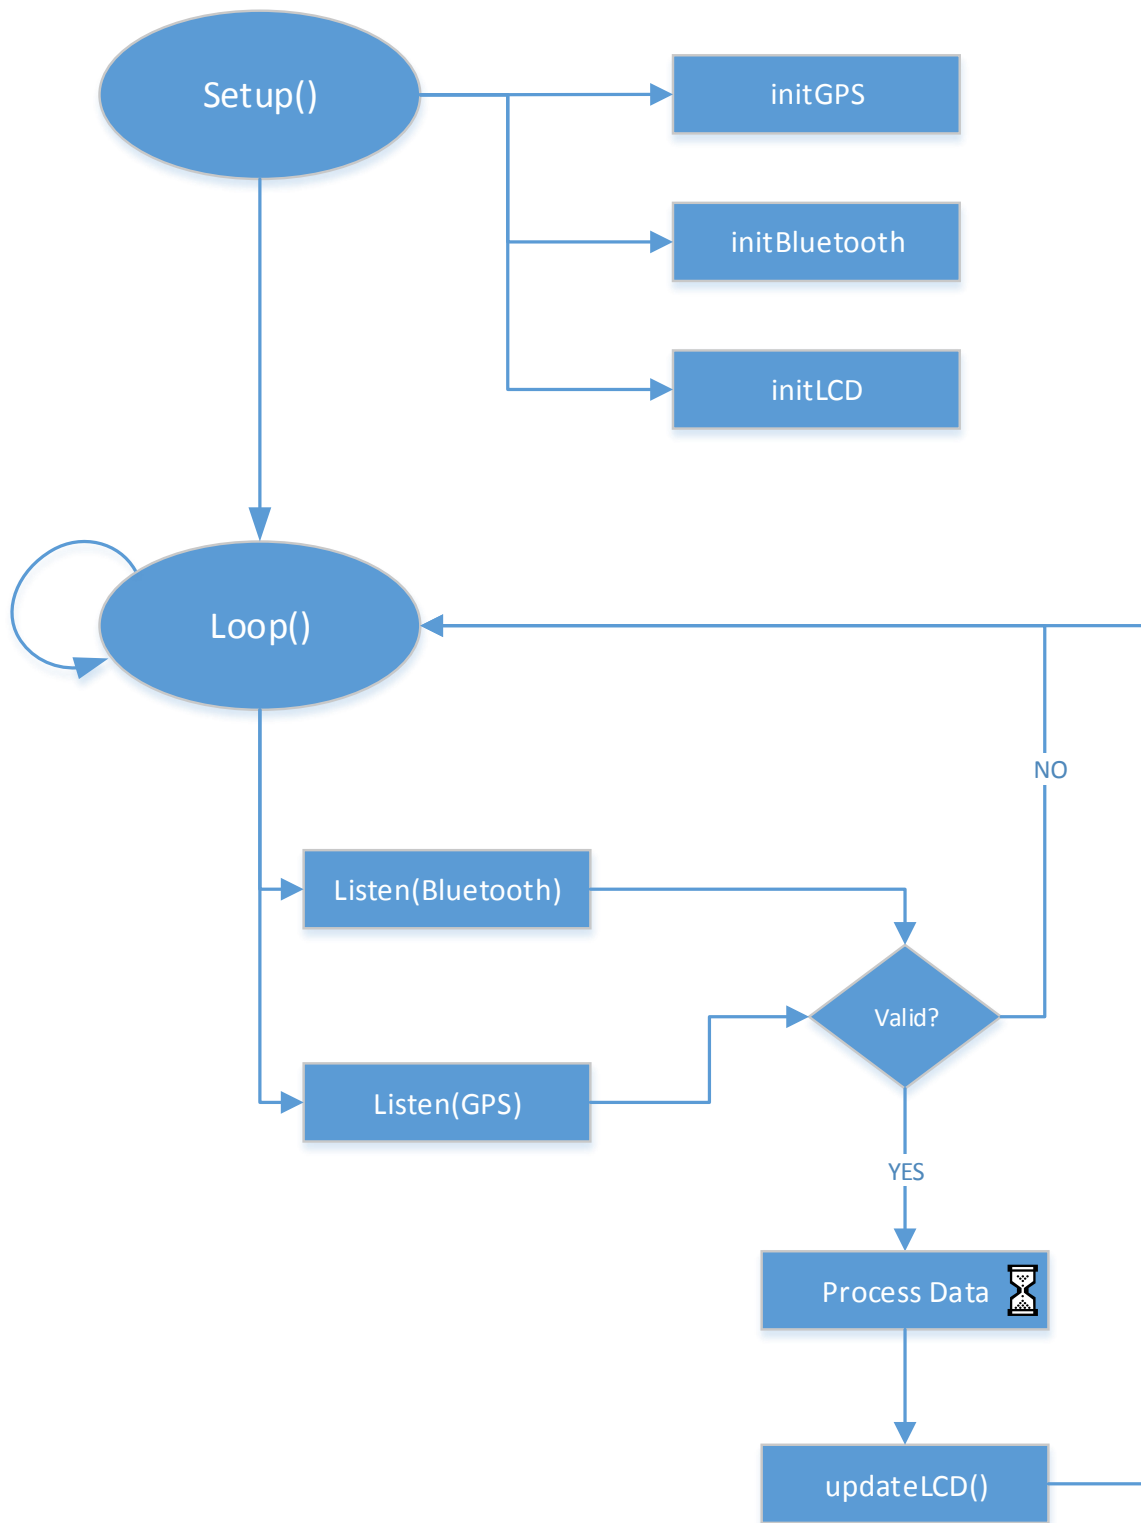 Setup()
initGPS
initBluetooth
initLCD
Loop()
NO
Listen(Bluetooth)
Valid?
Listen(GPS)
YES
Process Data
updateLCD()